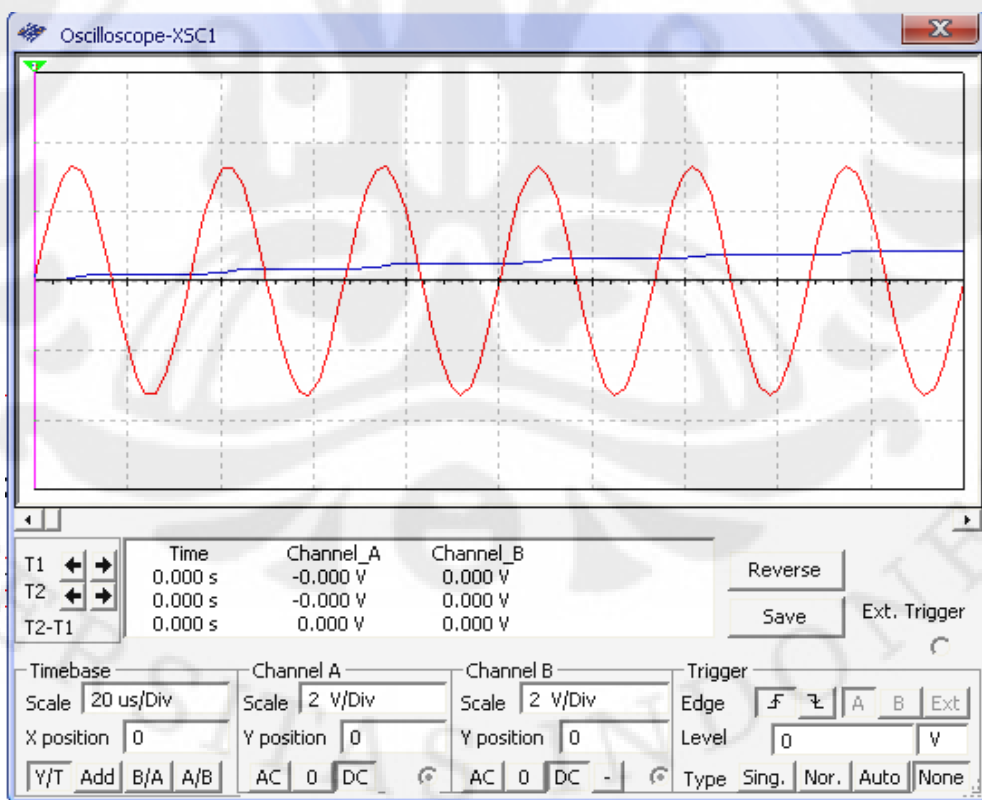 Oscilloscope-XSC1
Time Channel_A Channel_B
T1 0.000 s -0.000 V 0.000 V
T2 0.000 s -0.000 V 0.000 V
T2-T1 0.000 s 0.000 V 0.000 V
Reverse
Save
Ext. Trigger
Timebase
Scale 20 us/Div
X position 0
Y/T Add B/A A/B
Channel A
Scale 2 V/Div
Y position 0
AC 0 DC
Channel B
Scale 2 V/Div
Y position 0
AC 0 DC -
Trigger
Edge A B Ext
Level 0 V
Type Sing. Nor. Auto None